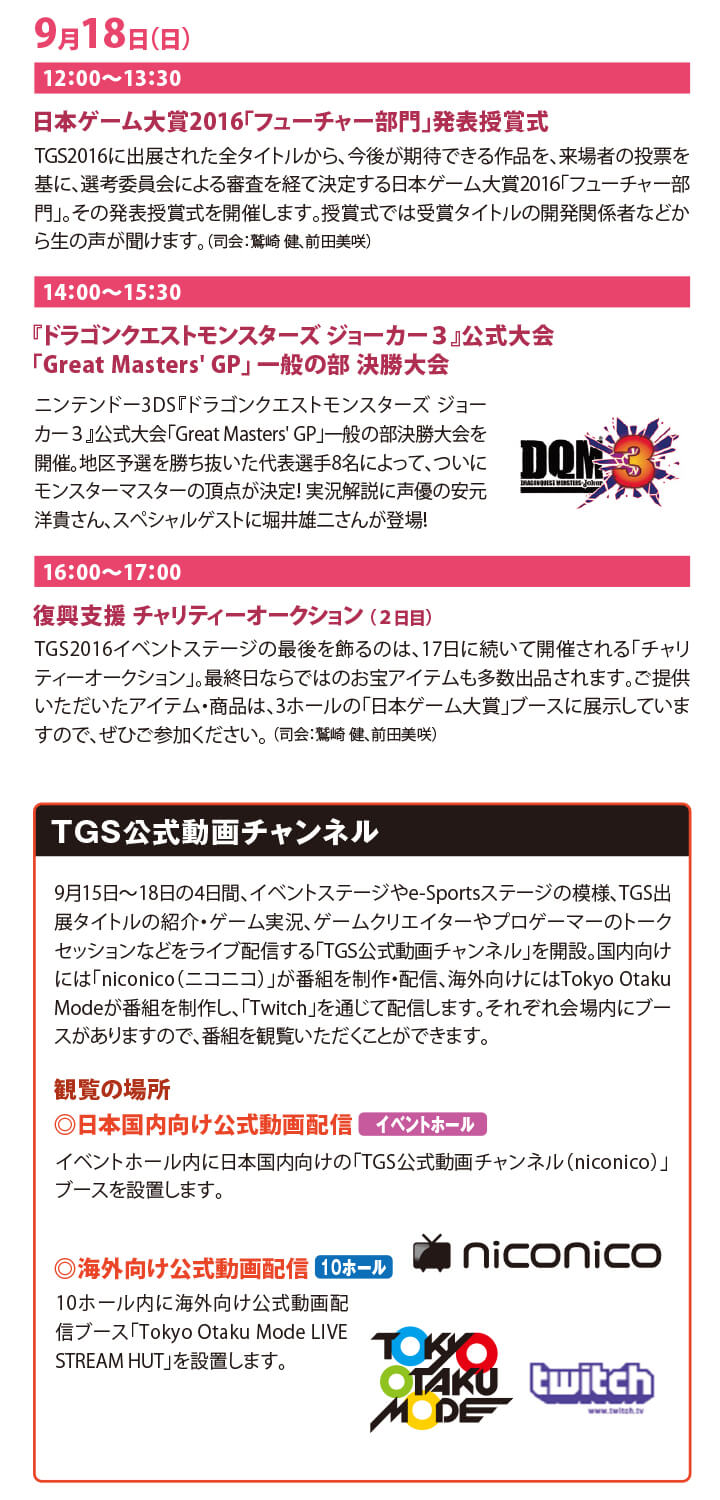 9月18日（日）
12：00～13：30
日本ゲーム大賞2016「フューチャー部門」発表授賞式
TGS2016に出展された全タイトルから、今後が期待できる作品を、来場者の投票を
基に、選考委員会による審査を経て決定する日本ゲーム大賞2016「フューチャー部
門」。その発表授賞式を開催します。授賞式では受賞タイトルの開発関係者などか
ら生の声が聞けます。（司会：鷲崎 健、前田美咲）
14：00～15：30
『ドラゴンクエストモンスターズ ジョーカー３』公式大会
「Great Masters' GP」 一般の部 決勝大会
ニンテンドー3DS『ドラゴンクエストモンスターズ ジョー
カー３』公式大会「Great Masters' GP」一般の部決勝大会を
開催。地区予選を勝ち抜いた代表選手8名によって、ついに
モンスターマスターの頂点が決定! 実況解説に声優の安元
洋貴さん、スペシャルゲストに堀井雄二さんが登場!
DQM 3
DRAGONQUEST MONSTERS Joker
16：00～17：00
復興支援 チャリティーオークション（２日目）
TGS2016イベントステージの最後を飾るのは、17日に続いて開催される「チャリ
ティーオークション」。最終日ならではのお宝アイテムも多数出品されます。ご提供
いただいたアイテム・商品は、3ホールの「日本ゲーム大賞」ブースに展示していま
すので、ぜひご参加ください。（司会：鷲崎 健、前田美咲）
TGS公式動画チャンネル
9月15日～18日の4日間、イベントステージやe-Sportsステージの模様、TGS出
展タイトルの紹介・ゲーム実況、ゲームクリエイターやプロゲーマーのトーク
セッションなどをライブ配信する「TGS公式動画チャンネル」を開設。国内向け
には「niconico（ニコニコ）」が番組を制作・配信、海外向けにはTokyo Otaku
Modeが番組を制作し、「Twitch」を通じて配信します。それぞれ会場内にブー
スがありますので、番組を観覧いただくことができます。
観覧の場所
◎日本国内向け公式動画配信 イベントホール
イベントホール内に日本国内向けの「TGS公式動画チャンネル（niconico）」
ブースを設置します。
niconico
◎海外向け公式動画配信 10ホール
10ホール内に海外向け公式動画配
信ブース「Tokyo Otaku Mode LIVE
STREAM HUT」を設置します。
TOKYO
OTAKU
MODE
twitch
www.twitch.tv